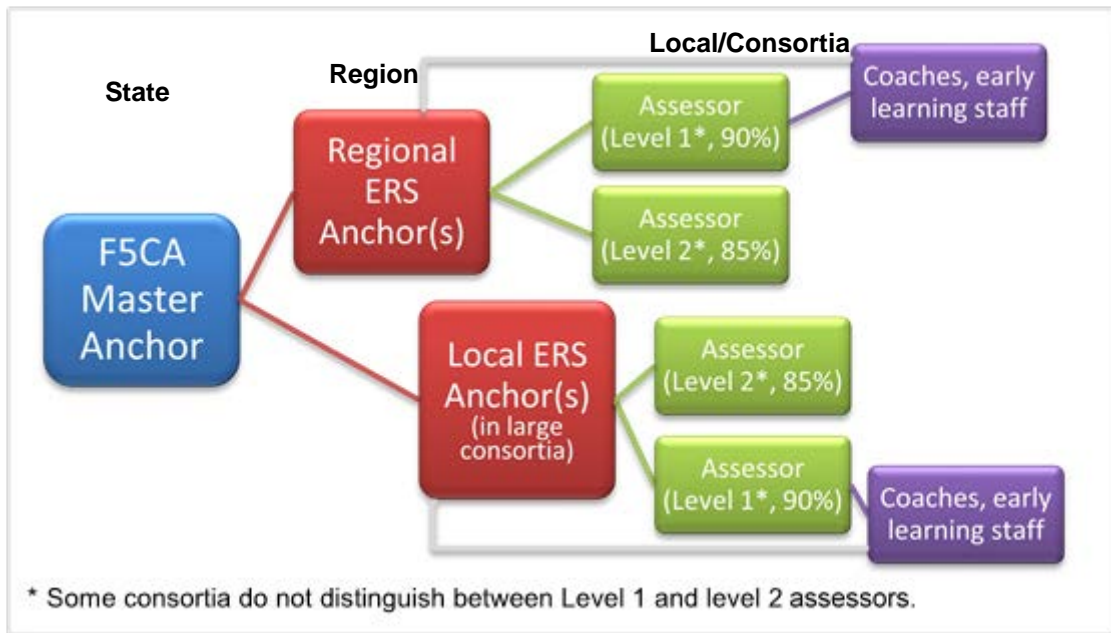 State
Region
Local/Consortia
F5CA
Master
Anchor
Regional
ERS
Anchor(s)
Assessor
(Level 1*, 90%)
Coaches, early
learning staff
Assessor
(Level 2*, 85%)
Local ERS
Anchor(s)
(in large
consortia)
Assessor
(Level 2*, 85%)
Assessor
(Level 1*, 90%)
Coaches, early
learning staff
* Some consortia do not distinguish between Level 1 and level 2 assessors.